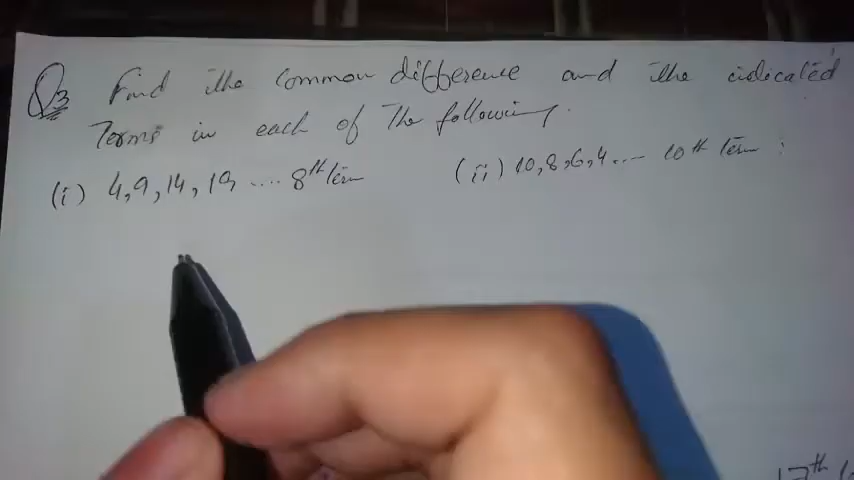 Q3 Find the Common difference and the indicated
Terms in each of The following.
(i) 4,9,14,19, .... 8th term (ii) 10,8,6,4.... 10th term :
17th